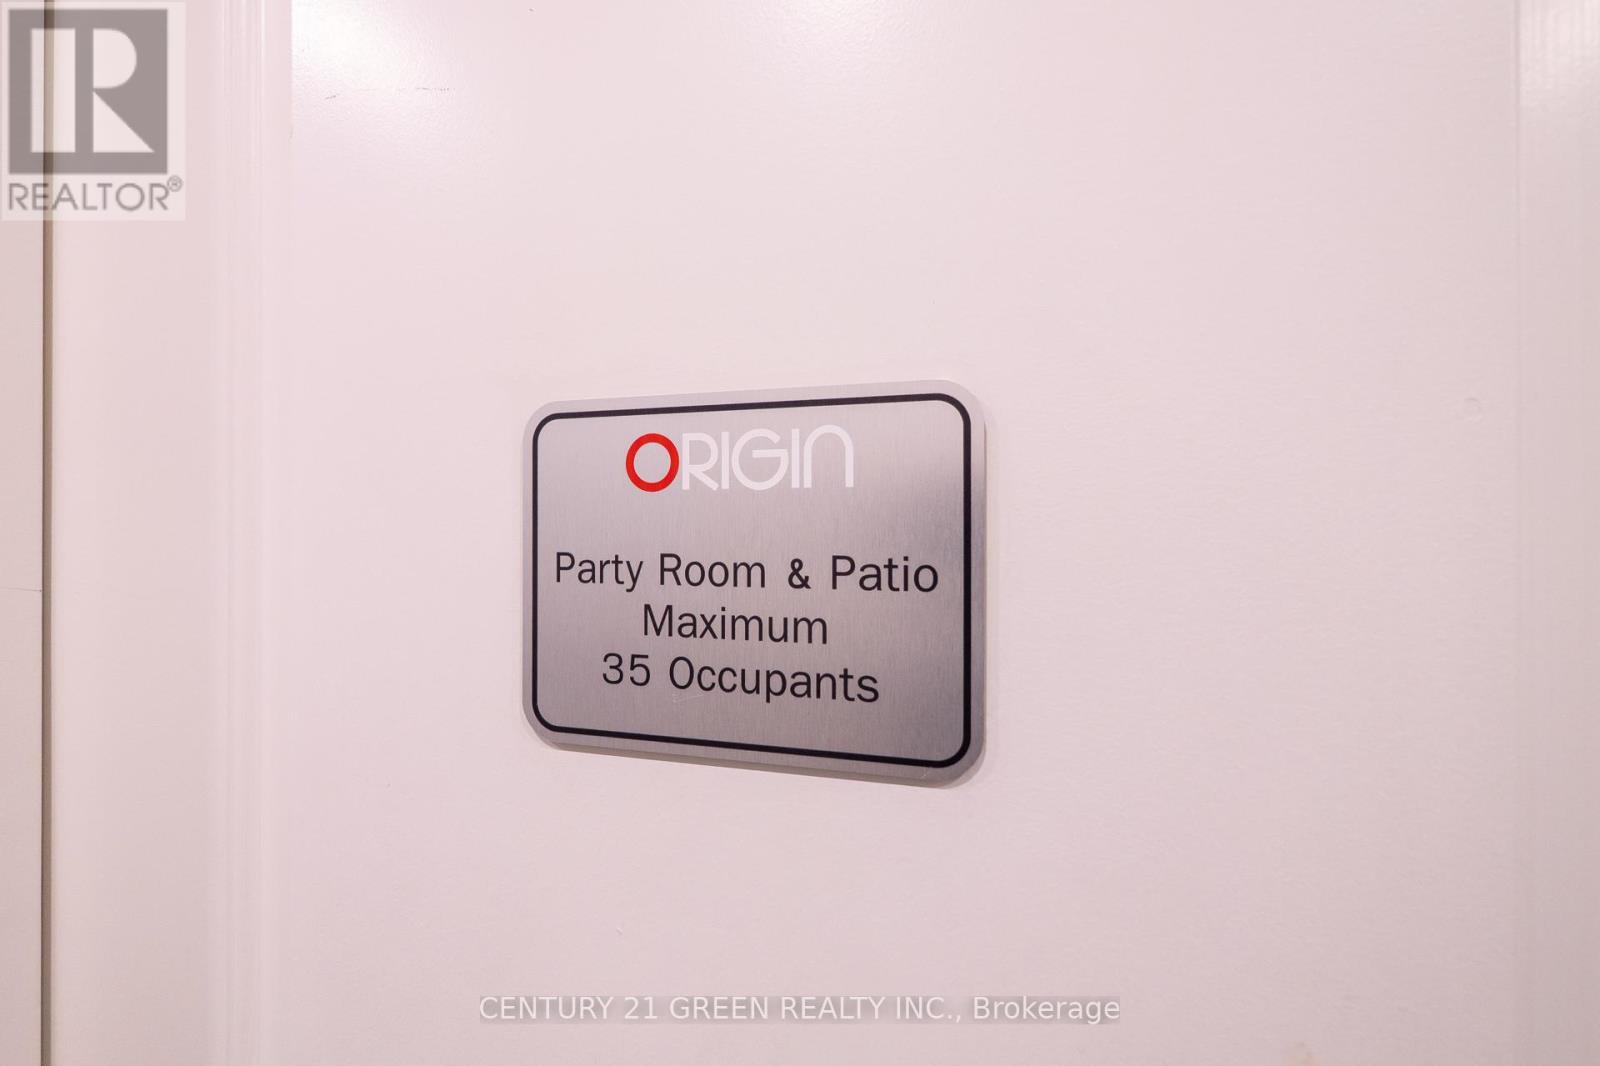 REALTOR®
ORIGIN
Party Room & Patio
Maximum
35 Occupants
CENTURY 21 GREEN REALTY INC., Brokerage